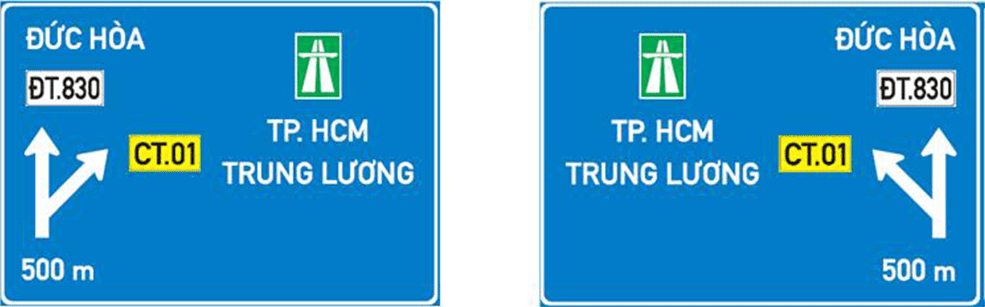 ĐỨC HÒA
ĐT.830
CT.01
TP. HCM
TRUNG LƯƠNG
500 m
ĐỨC HÒA
ĐT.830
TP. HCM
TRUNG LƯƠNG
CT.01
500 m